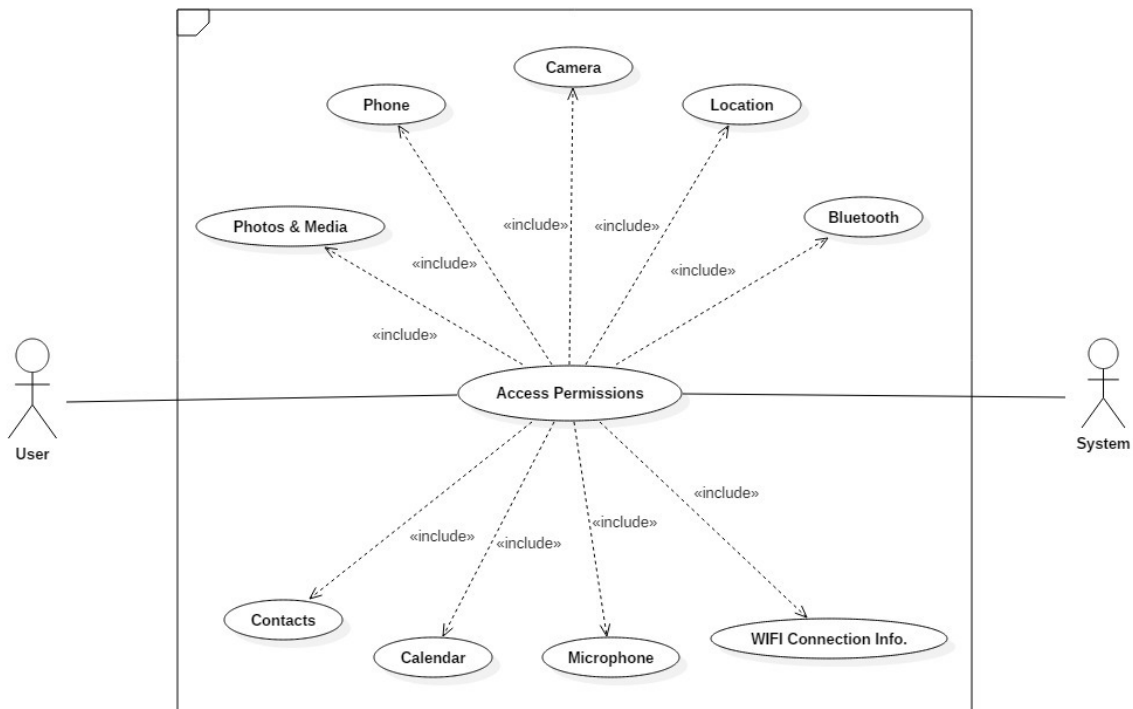 Camera
Phone
Location
«include»
«include»
Photos & Media
Bluetooth
«include»
«include»
«include»
Access Permissions
User
System
«include»
«include»
«include»
«include»
Contacts
Calendar
Microphone
WIFI Connection Info.